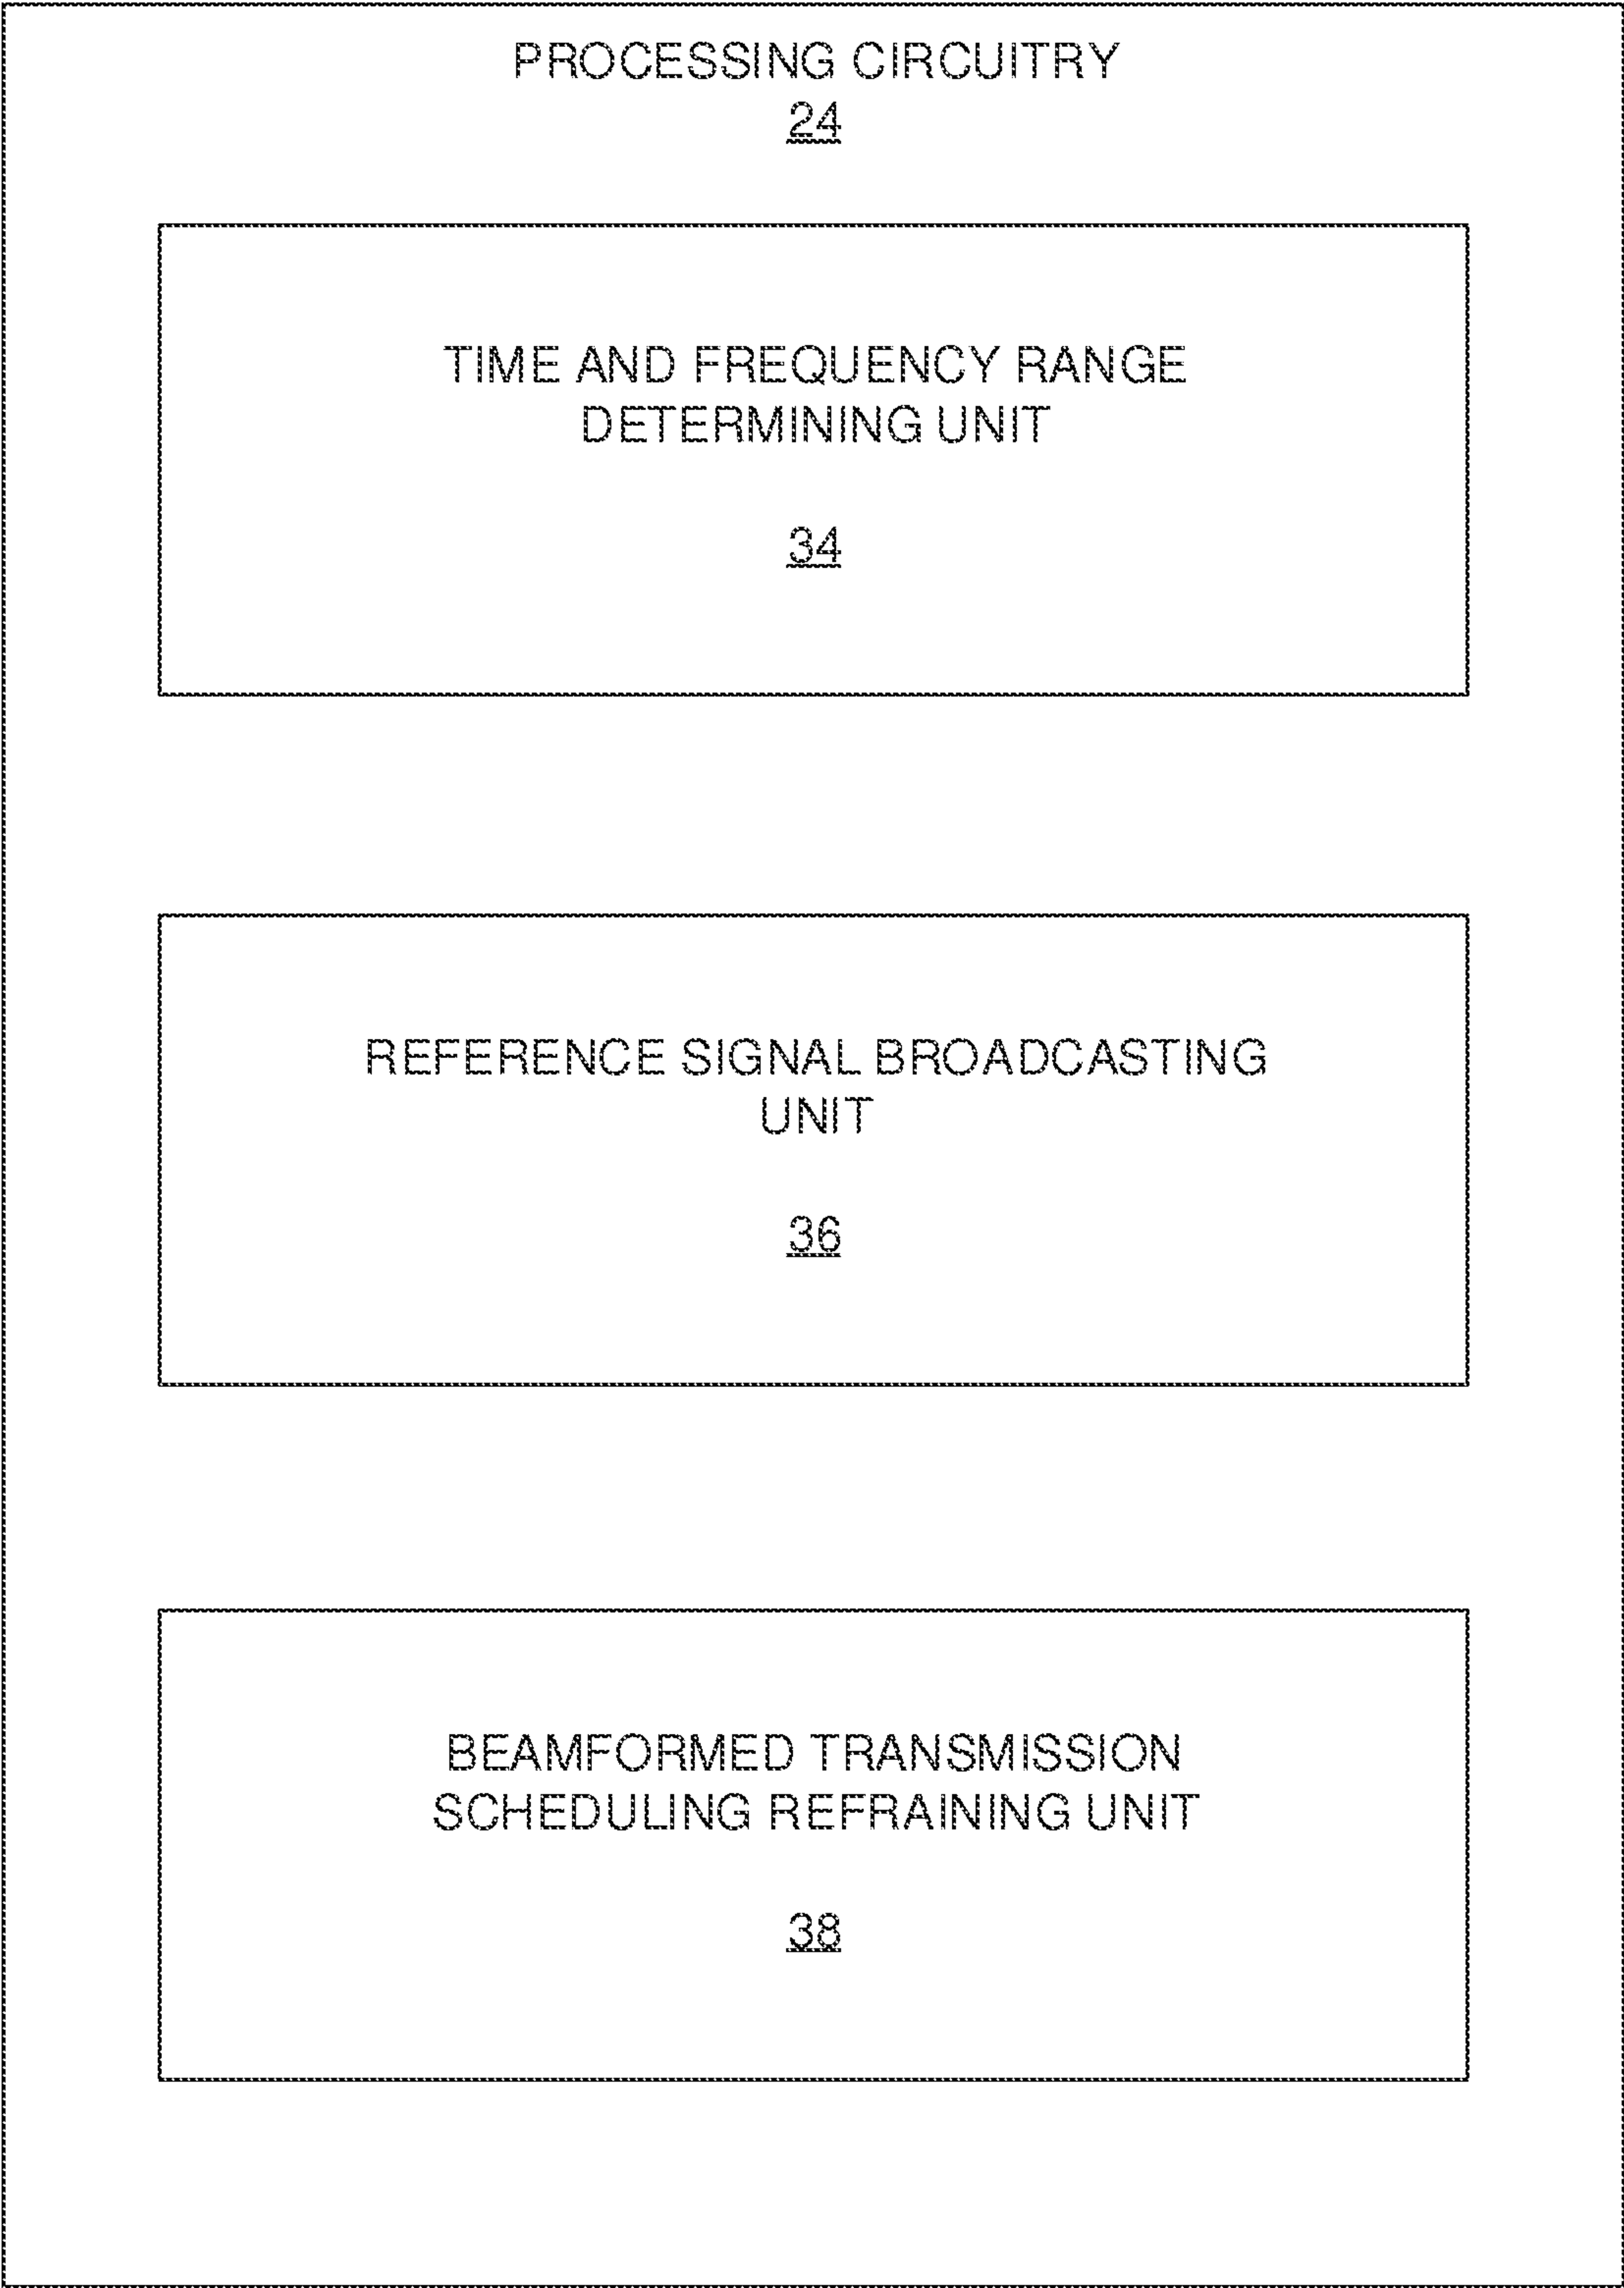 PROCESSING CIRCUITRY
24
TIME AND FREQUENCY RANGE
DETERMINING UNIT
34
REFERENCE SIGNAL BROADCASTING
UNIT
36
BEAMFORMED TRANSMISSION
SCHEDULING REFRAINING UNIT
38